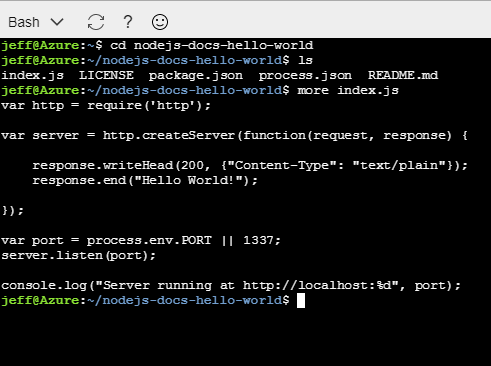 Bash
?
jeff@Azure:~$ cd nodejs-docs-hello-world
jeff@Azure:~/nodejs-docs-hello-world$ ls
index.js  LICENSE  package.json  process.json  README.md
jeff@Azure:~/nodejs-docs-hello-world$ more index.js
var http = require('http');
var server = http.createServer(function(request, response) {
    response.writeHead(200, {"Content-Type": "text/plain"});
    response.end("Hello World!");
});
var port = process.env.PORT || 1337;
server.listen(port);
console.log("Server running at http://localhost:%d", port);
jeff@Azure:~/nodejs-docs-hello-world$